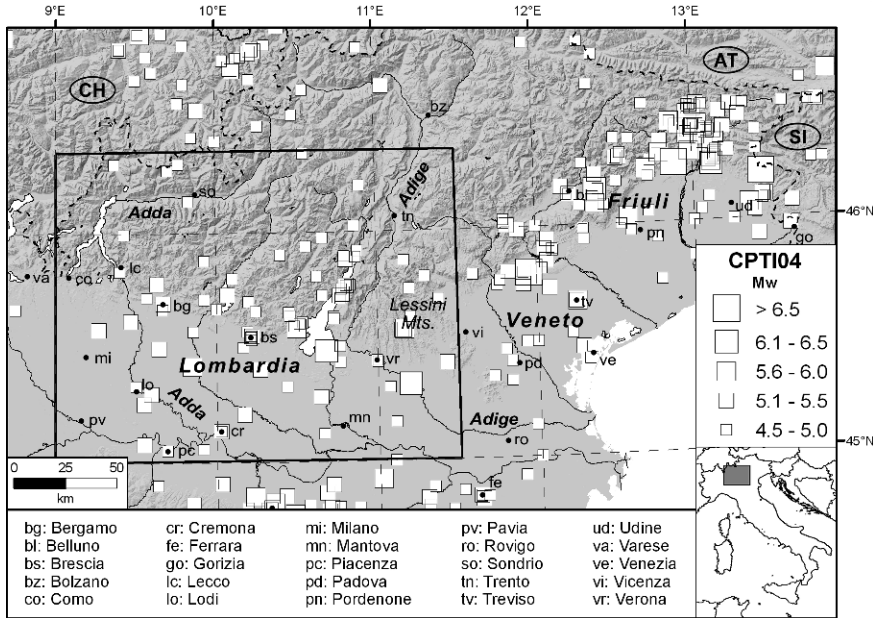 9°E 10°E 11°E 12°E 13°E
AT
CH
bz
SI
so
Adda
Adige
tn
bl
Friuli
ud
46°N
pn
go
va
co
lc
CPTI04
Mw
> 6.5
6.1 - 6.5
5.6 - 6.0
5.1 - 5.5
4.5 - 5.0
bg
Lessini
Mts.
tv
Veneto
bs
vi
mi
Lombardia
vr
pd
ve
lo
Adda
pv
cr
mn
Adige
ro
45°N
pc
0 25 50
km
fe
bg: Bergamo cr: Cremona mi: Milano pv: Pavia ud: Udine
bl: Belluno fe: Ferrara mn: Mantova ro: Rovigo va: Varese
bs: Brescia go: Gorizia pc: Piacenza so: Sondrio ve: Venezia
bz: Bolzano lc: Lecco pd: Padova tn: Trento vi: Vicenza
co: Como lo: Lodi pn: Pordenone tv: Treviso vr: Verona